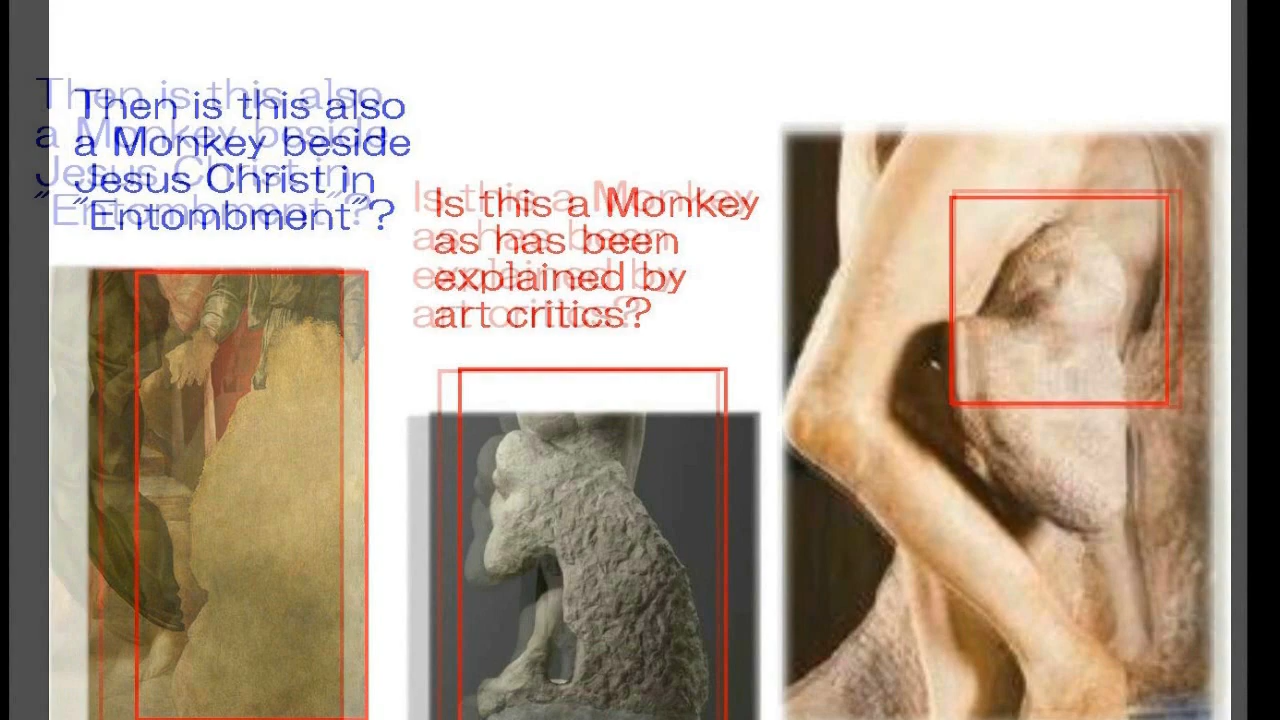 Then is this also
a Monkey beside
Jesus Christ in
"Entombment"?
Is this a Monkey
as has been
explained by
art critics?